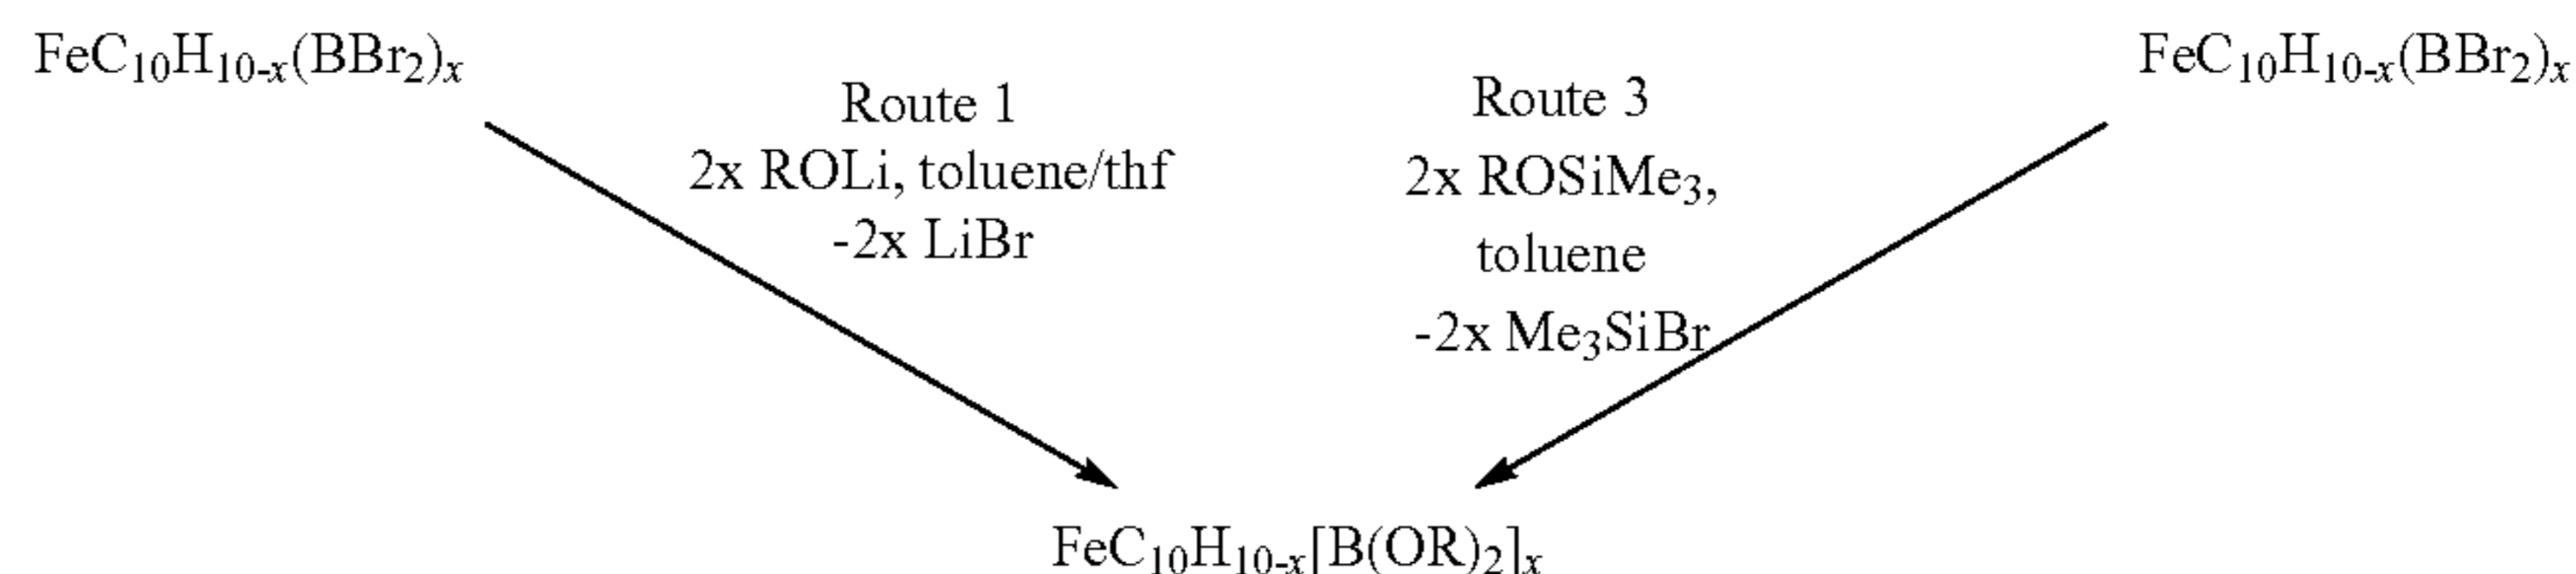 FeC₁₀H₁₀₋ₓ(BBr₂)ₓ
Route 1
2x ROLi, toluene/thf
-2x LiBr
Route 3
2x ROSiMe₃,
toluene
-2x Me₃SiBr
FeC₁₀H₁₀₋ₓ(BBr₂)ₓ
FeC₁₀H₁₀₋ₓ[B(OR)₂]ₓ